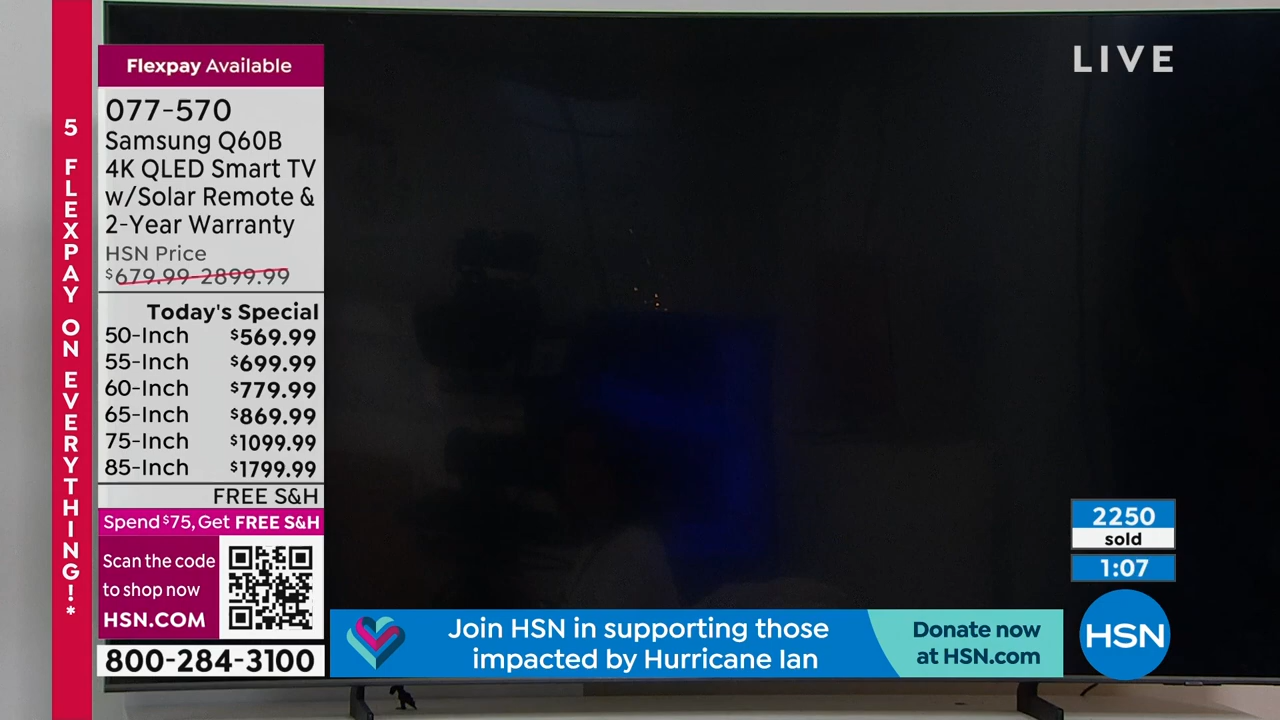 5 FLEXPAY ON EVERYTHING!*
Flexpay Available
077-570
Samsung Q60B
4K QLED Smart TV
w/Solar Remote &
2-Year Warranty
HSN Price
$679.99-2899.99
Today's Special
50-Inch $569.99
55-Inch $699.99
60-Inch $779.99
65-Inch $869.99
75-Inch $1099.99
85-Inch $1799.99
FREE S&H
Spend $75, Get FREE S&H
Scan the code
to shop now
HSN.COM
800-284-3100
LIVE
2250
sold
1:07
Join HSN in supporting those
impacted by Hurricane Ian
Donate now
at HSN.com
HSN